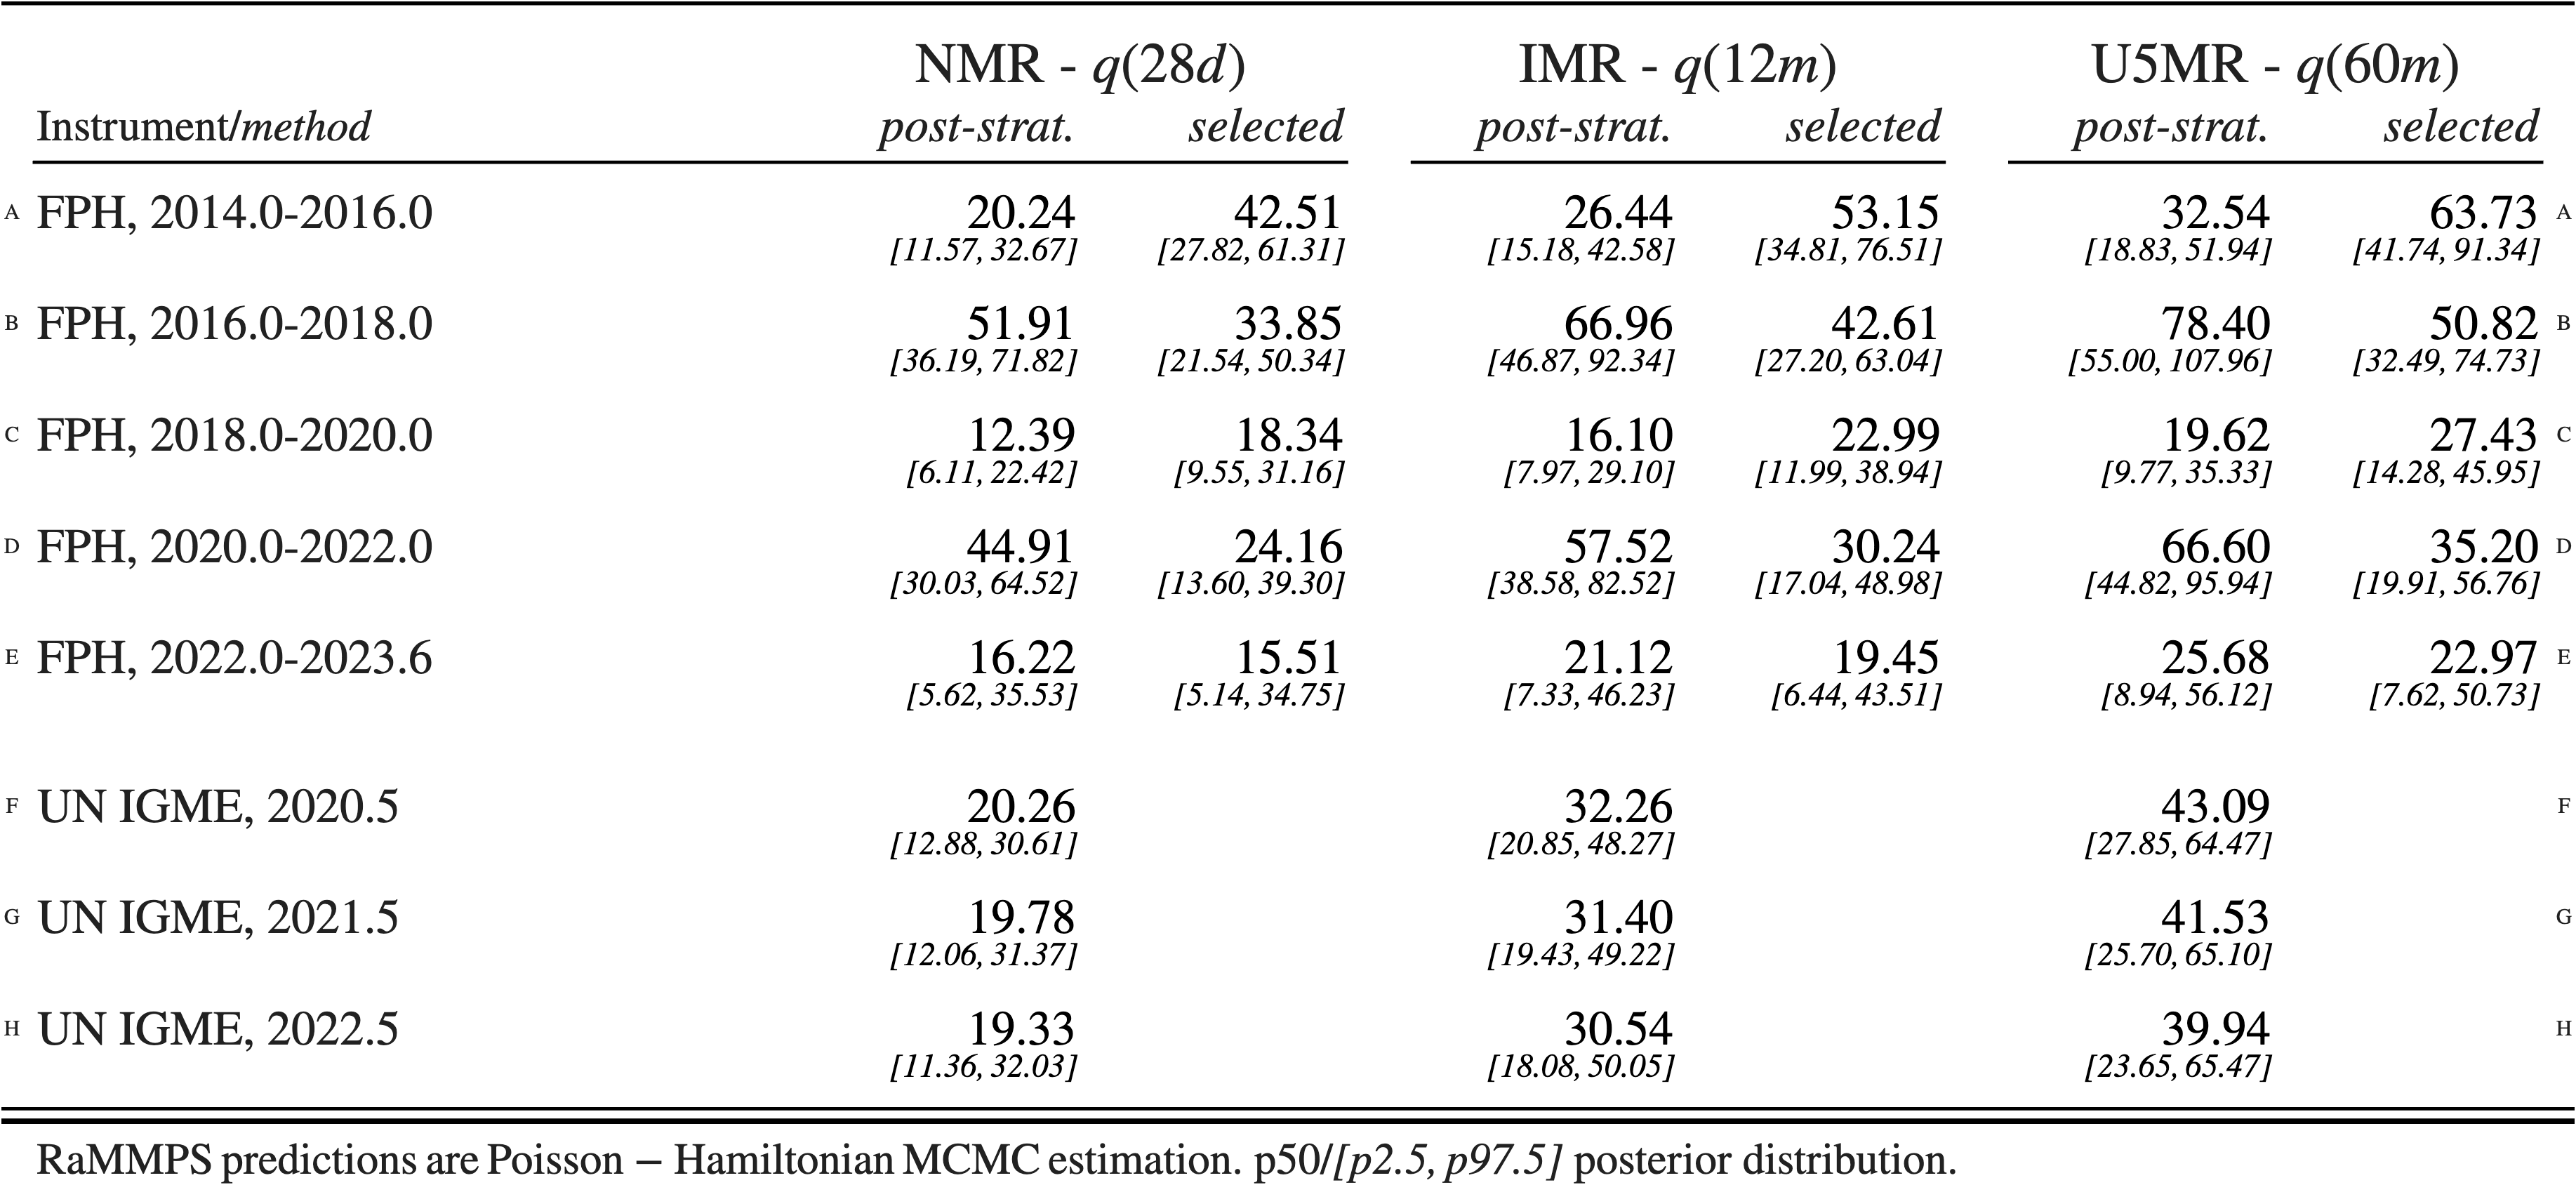 NMR - q(28d) IMR - q(12m) U5MR - q(60m)
Instrument/method post-strat. selected post-strat. selected post-strat. selected
A FPH, 2014.0-2016.0 20.24 42.51 26.44 53.15 32.54 63.73 A
[11.57, 32.67] [27.82, 61.31] [15.18, 42.58] [34.81, 76.51] [18.83, 51.94] [41.74, 91.34]
B FPH, 2016.0-2018.0 51.91 33.85 66.96 42.61 78.40 50.82 B
[36.19, 71.82] [21.54, 50.34] [46.87, 92.34] [27.20, 63.04] [55.00, 107.96] [32.49, 74.73]
C FPH, 2018.0-2020.0 12.39 18.34 16.10 22.99 19.62 27.43 C
[6.11, 22.42] [9.55, 31.16] [7.97, 29.10] [11.99, 38.94] [9.77, 35.33] [14.28, 45.95]
D FPH, 2020.0-2022.0 44.91 24.16 57.52 30.24 66.60 35.20 D
[30.03, 64.52] [13.60, 39.30] [38.58, 82.52] [17.04, 48.98] [44.82, 95.94] [19.91, 56.76]
E FPH, 2022.0-2023.6 16.22 15.51 21.12 19.45 25.68 22.97 E
[5.62, 35.53] [5.14, 34.75] [7.33, 46.23] [6.44, 43.51] [8.94, 56.12] [7.62, 50.73]
F UN IGME, 2020.5 20.26 32.26 43.09 F
[12.88, 30.61] [20.85, 48.27] [27.85, 64.47]
G UN IGME, 2021.5 19.78 31.40 41.53 G
[12.06, 31.37] [19.43, 49.22] [25.70, 65.10]
H UN IGME, 2022.5 19.33 30.54 39.94 H
[11.36, 32.03] [18.08, 50.05] [23.65, 65.47]
RaMMPS predictions are Poisson – Hamiltonian MCMC estimation. p50/[p2.5, p97.5] posterior distribution.